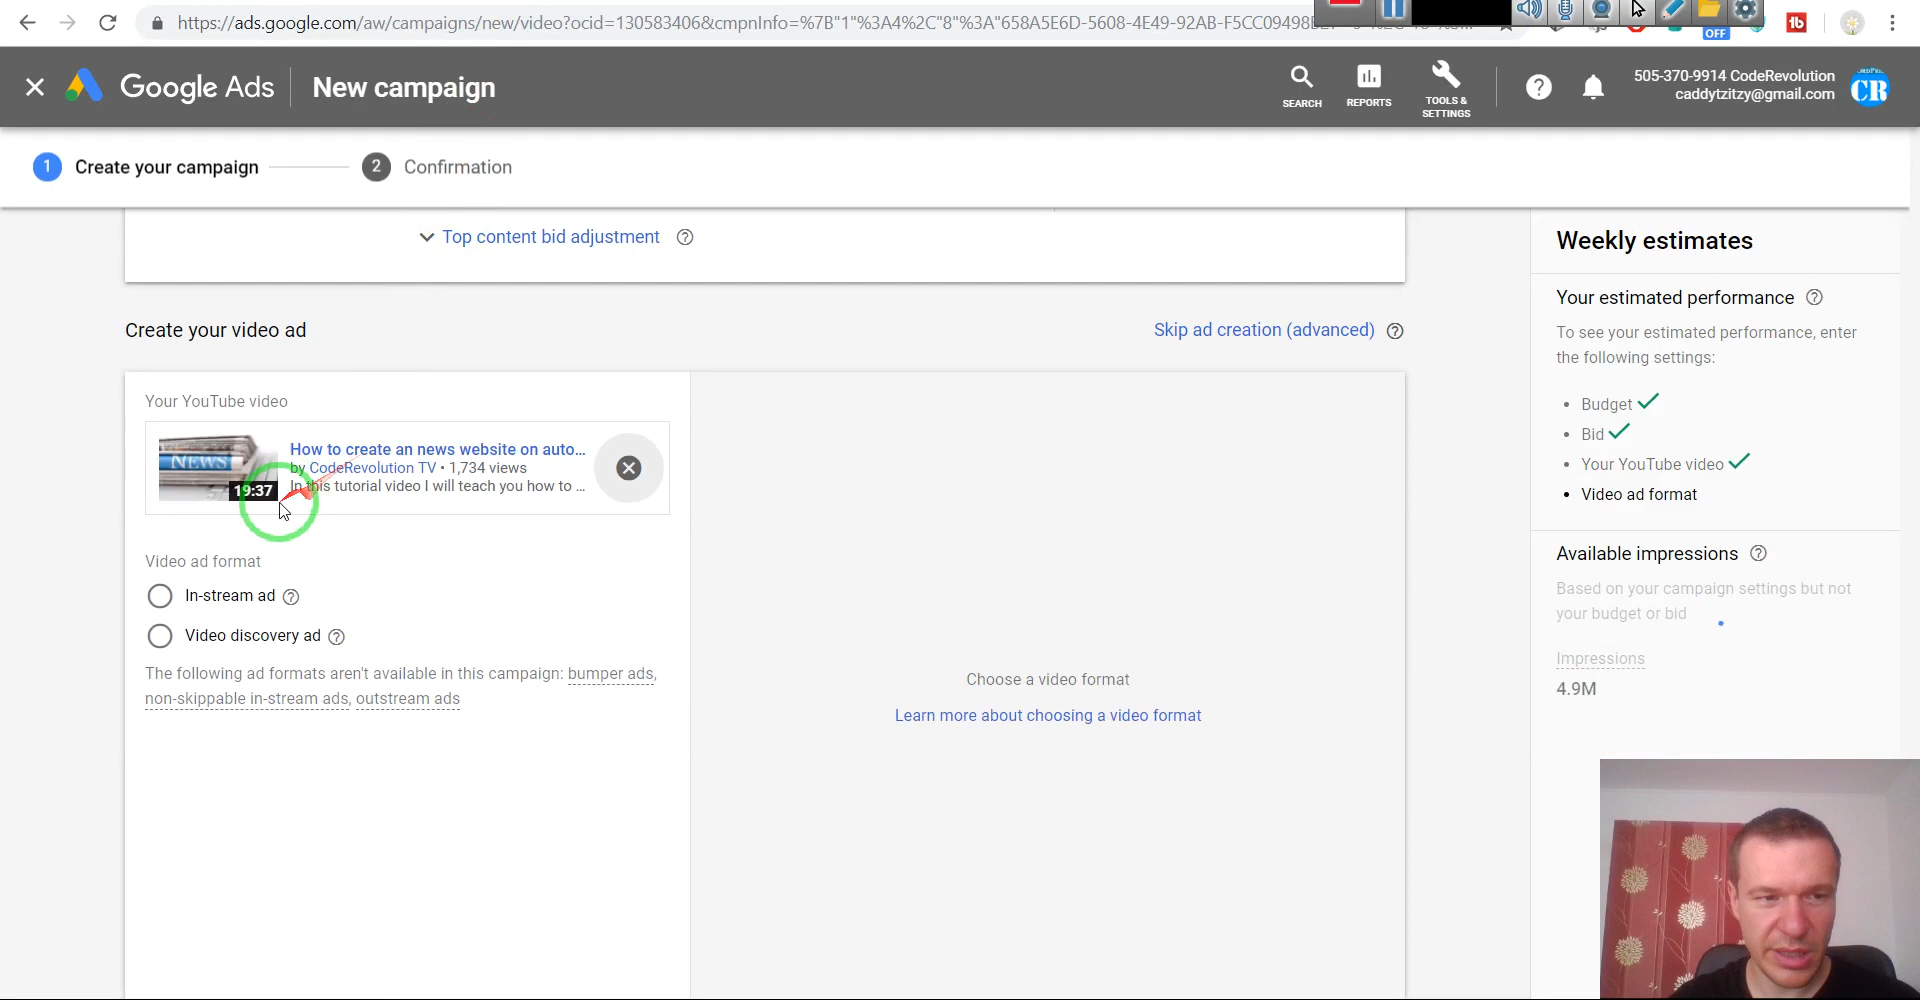 https://ads.google.com/aw/campaigns/new/video?ocid=130583406&cmpnInfo=%7B"1"%3A4%2C"8"%3A"658A5E6D-5608-4E49-92AB-F5CC09498
OFF
Google Ads
New campaign
SEARCH
REPORTS
TOOLS &
SETTINGS
505-370-9914 CodeRevolution
caddytzitzy@gmail.com
CR
1 Create your campaign
2 Confirmation
Top content bid adjustment
Create your video ad
Skip ad creation (advanced)
Your YouTube video
NEWS
19:37
How to create an news website on auto...
by CodeRevolution TV • 1,734 views
In this tutorial video I will teach you how to ...
Video ad format
In-stream ad
Video discovery ad
The following ad formats aren't available in this campaign: bumper ads,
non-skippable in-stream ads, outstream ads
Choose a video format
Learn more about choosing a video format
Weekly estimates
Your estimated performance
To see your estimated performance, enter
the following settings:
• Budget
• Bid
• Your YouTube video
• Video ad format
Available impressions
Based on your campaign settings but not
your budget or bid
Impressions
4.9M